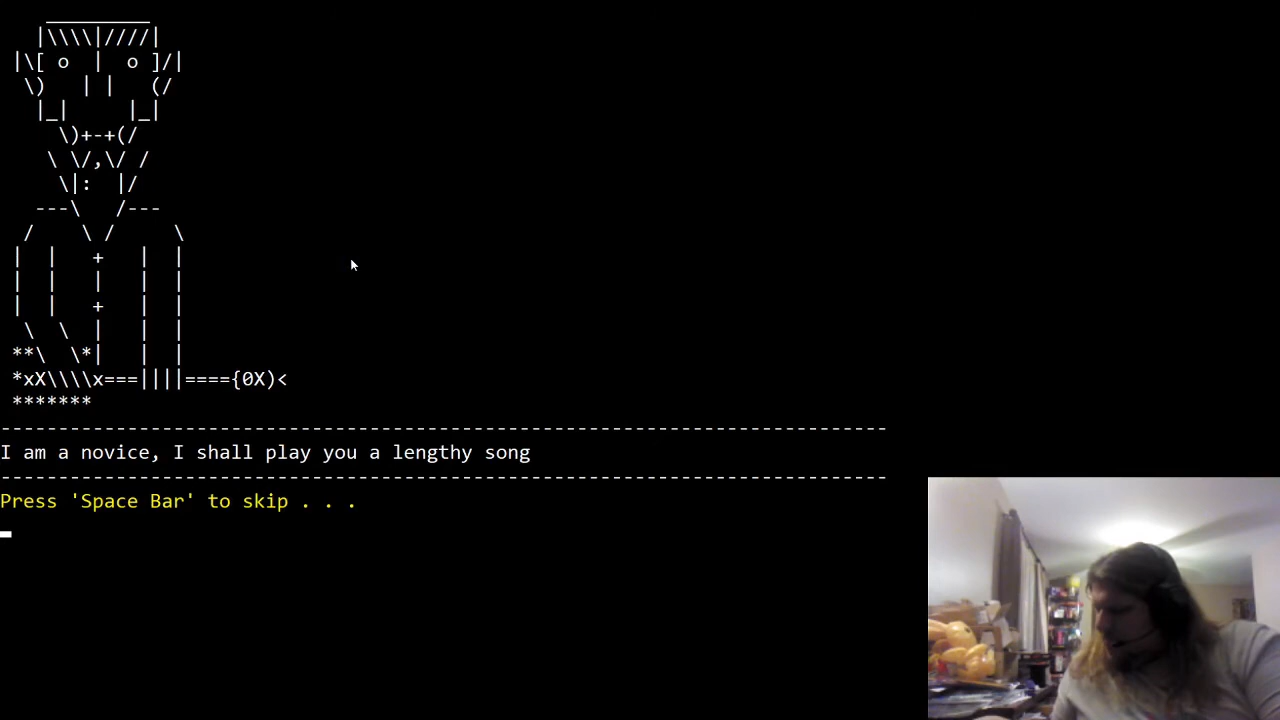 I am a novice, I shall play you a lengthy song
Press 'Space Bar' to skip . . .